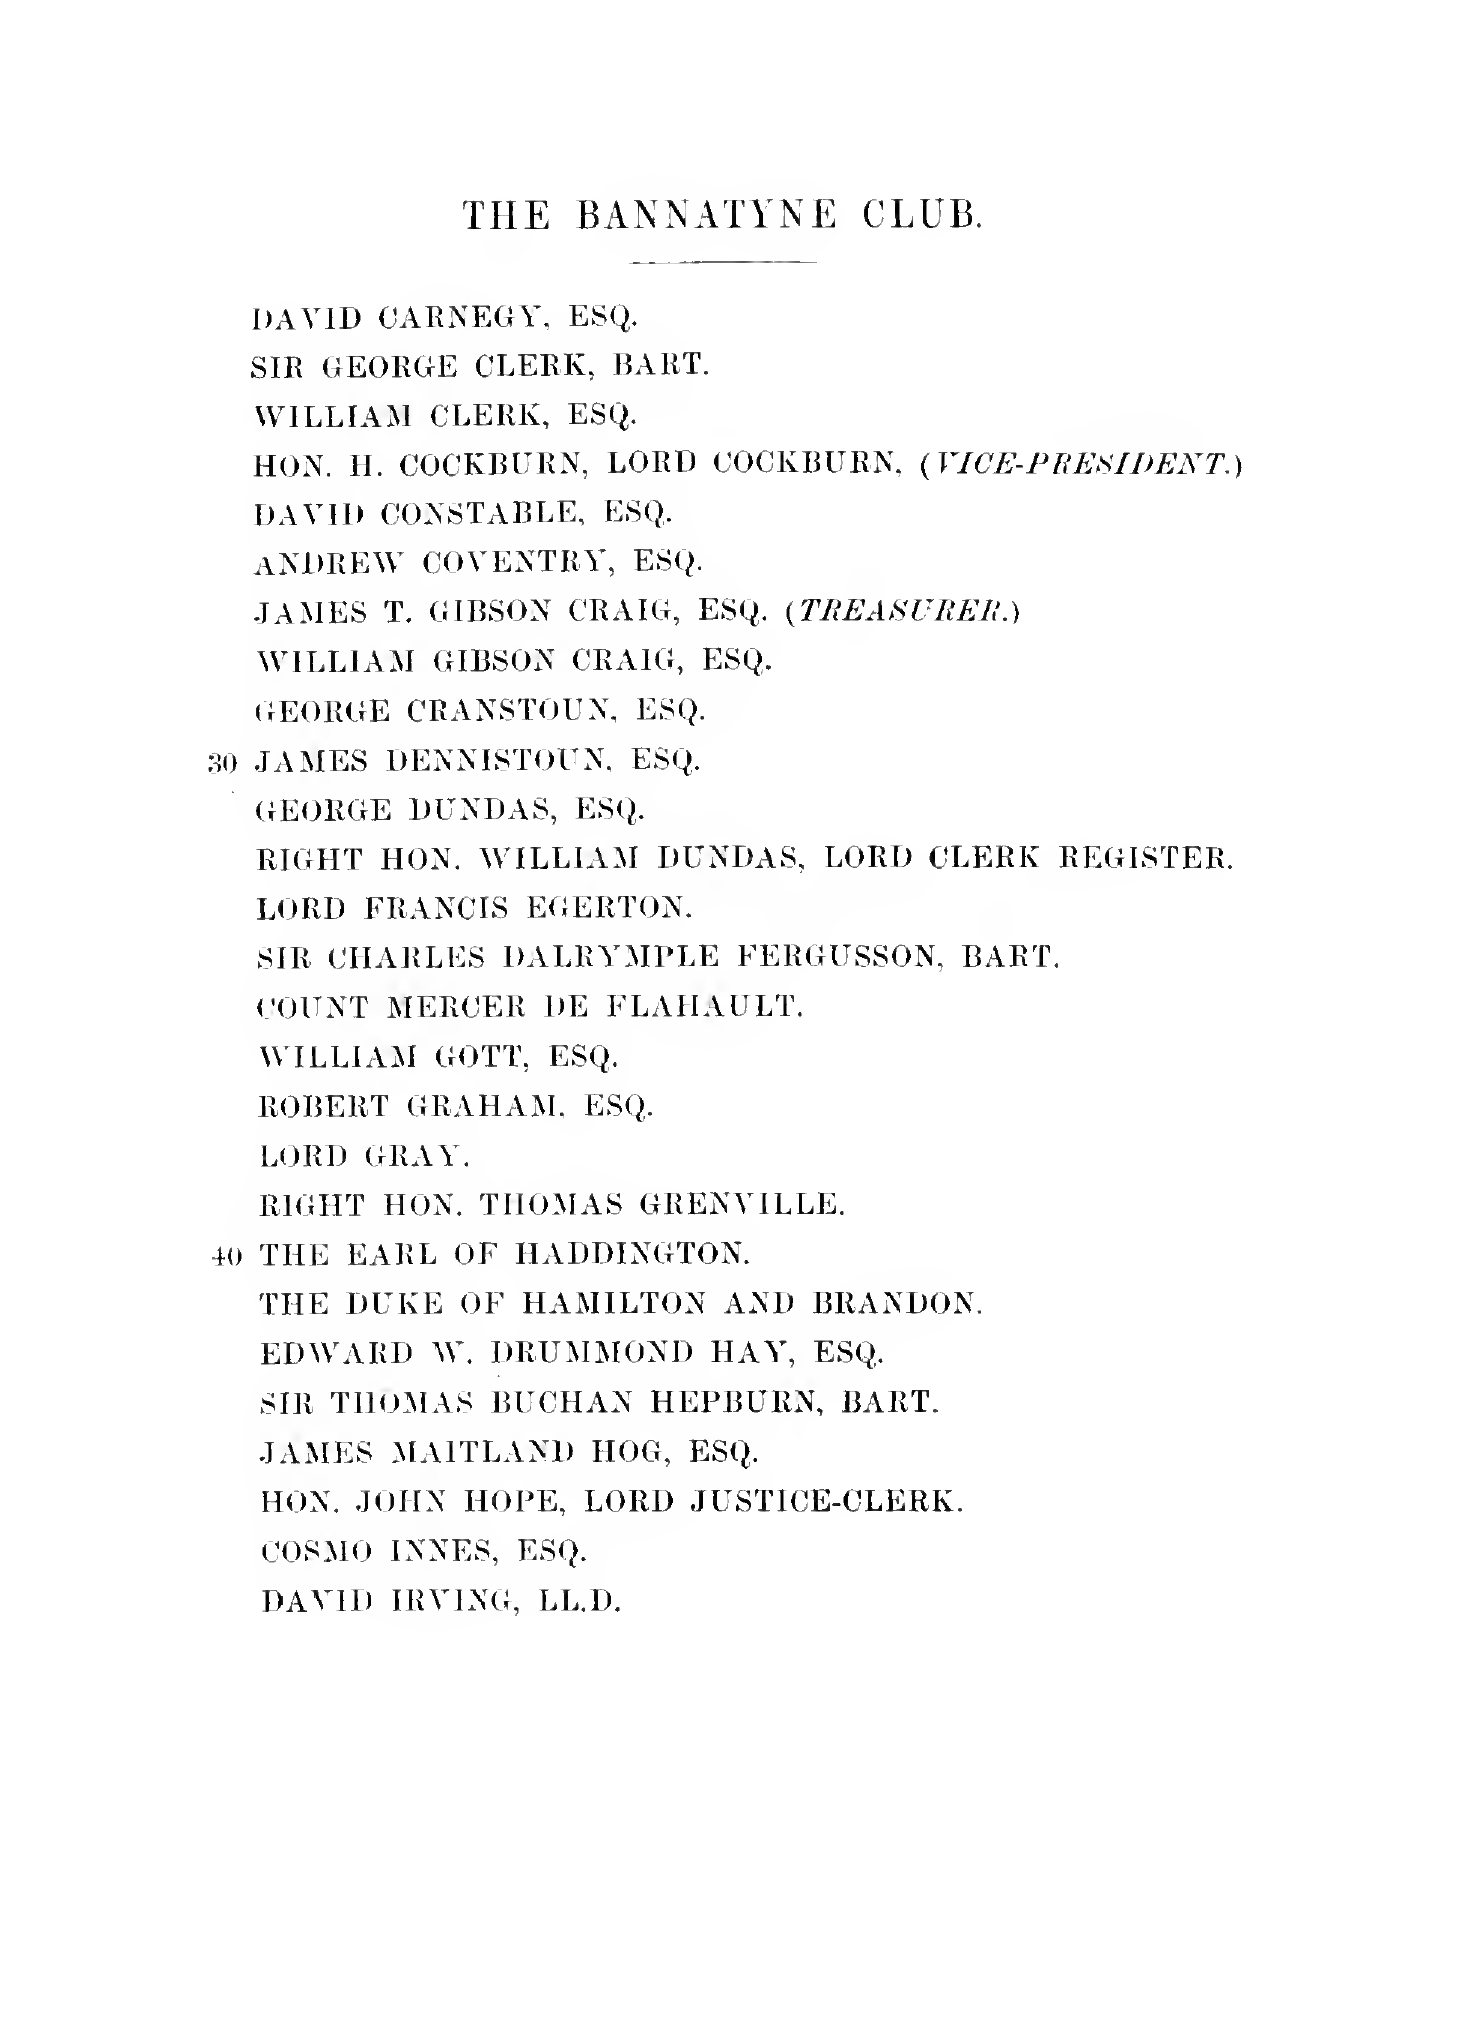 THE BANNATYNE CLUB.
DAVID CARNEGY, ESQ.
SIR GEORGE CLERK, BART.
WILLIAM CLERK, ESQ.
HON. H. COCKBURN, LORD COCKBURN, (VICE-PRESIDENT.)
DAVID CONSTABLE, ESQ.
ANDREW COVENTRY, ESQ.
JAMES T. GIBSON CRAIG, ESQ. (TREASURER.)
WILLIAM GIBSON CRAIG, ESQ.
GEORGE CRANSTOUN, ESQ.
30 JAMES DENNISTOUN, ESQ.
GEORGE DUNDAS, ESQ.
RIGHT HON. WILLIAM DUNDAS, LORD CLERK REGISTER.
LORD FRANCIS EGERTON.
SIR CHARLES DALRYMPLE FERGUSSON, BART.
COUNT MERCER DE FLAHAULT.
WILLIAM GOTT, ESQ.
ROBERT GRAHAM, ESQ.
LORD GRAY.
RIGHT HON. THOMAS GRENVILLE.
40 THE EARL OF HADDINGTON.
THE DUKE OF HAMILTON AND BRANDON.
EDWARD W. DRUMMOND HAY, ESQ.
SIR THOMAS BUCHAN HEPBURN, BART.
JAMES MAITLAND HOG, ESQ.
HON. JOHN HOPE, LORD JUSTICE-CLERK.
COSMO INNES, ESQ.
DAVID IRVING, LL.D.